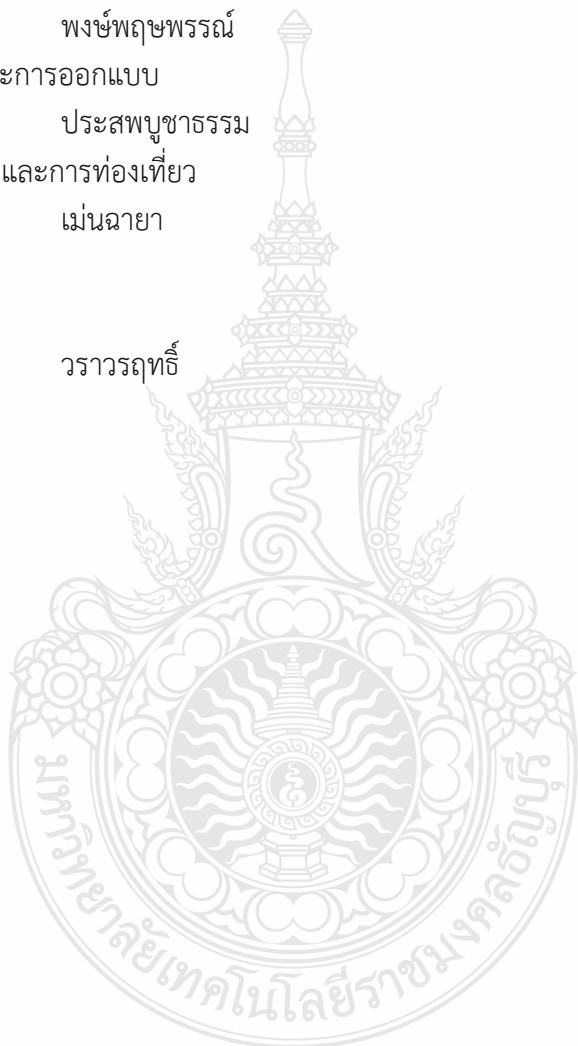 พงษ์พฤษพรรณ์
ะการออกแบบ
ประสพบูชาธรรม
และการท่องเที่ยว
เม่นฉายา
วราวรฤทธิ์
มหาวิทยาลัยเทคโนโลยีราชมงคลธัญบุรี